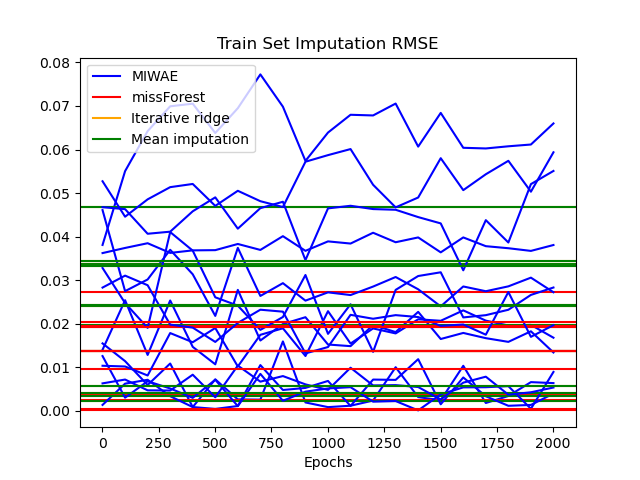 Train Set Imputation RMSE
0.08
0.07
0.06
0.05
0.04
0.03
0.02
0.01
0.00
MIWAE
missForest
Iterative ridge
Mean imputation
0 250 500 750 1000 1250 1500 1750 2000
Epochs